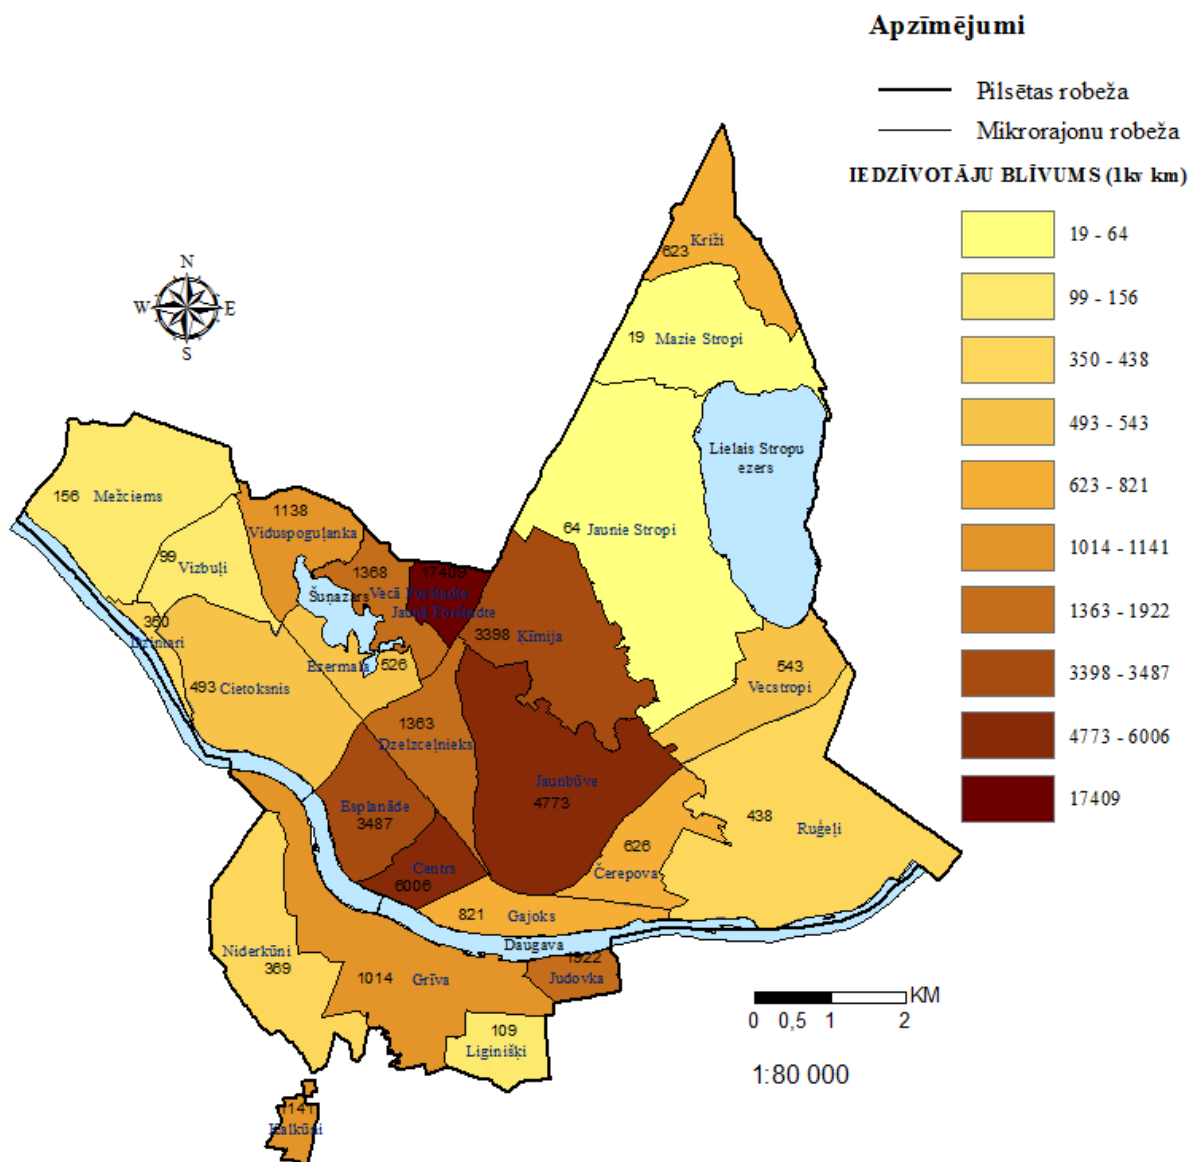 Apzīmējumi
Pilsētas robeža
Mikrorajonu robeža
IEDZĪVOTĀJU BLĪVUMS (1kv km)
19 - 64
99 - 156
350 - 438
493 - 543
623 - 821
1014 - 1141
1363 - 1922
3398 - 3487
4773 - 6006
17409
N
W E
S
Križi
623
19 Mazie Stropi
Lielais Stropu
ezers
64 Jaunie Stropi
156 Mežciems
99 Vizbuļi
1138
Viduspoguļanka
1368
Vecā Forštadte
17409
Jaunā Forštadte
Šuņazars
3398 Ķīmija
350
Dzintari
Ezermala 526
493 Cietoksnis
543
Vecstropi
1363
Dzelzceļnieks
Jaunbūve
4773
Esplanāde
3487
438 Ruģeļi
626
Čerepova
Centrs
6006
821 Gajoks
Daugava
Niderkūni
369
1014 Grīva
1922
Judovka
109
Liginišķi
1141
Kalkūni
KM
0 0,5 1 2
1:80 000